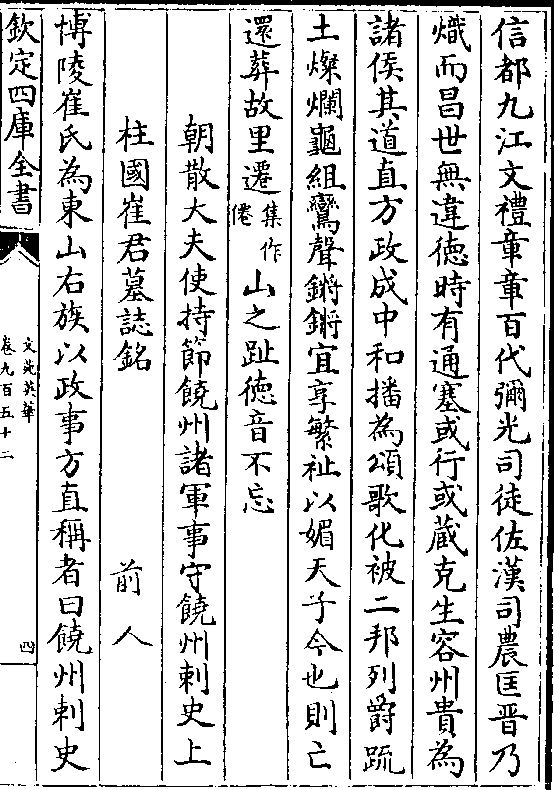 信都九江文禮章章百代彌光司徒佐漢司農匡晋乃
熾而昌世無違徳時有通塞或行或蔵克生容州貴為
諸侯其道直方政成中和播為頌歌化被二邦列爵䟽
土燦爛龜組鸞聲鏘鏘宜享繁祉以媚天子今也則亡
還葬故里遷集作僊山之趾徳音不忘
朝散大夫使持節饒州諸軍事守饒州刺史上
柱國崔君墓誌銘 前人
博陵崔氏為東山右族以政事方直稱者曰饒州刺史
欽定四庫全書
文苑英華
卷九百五十二
四